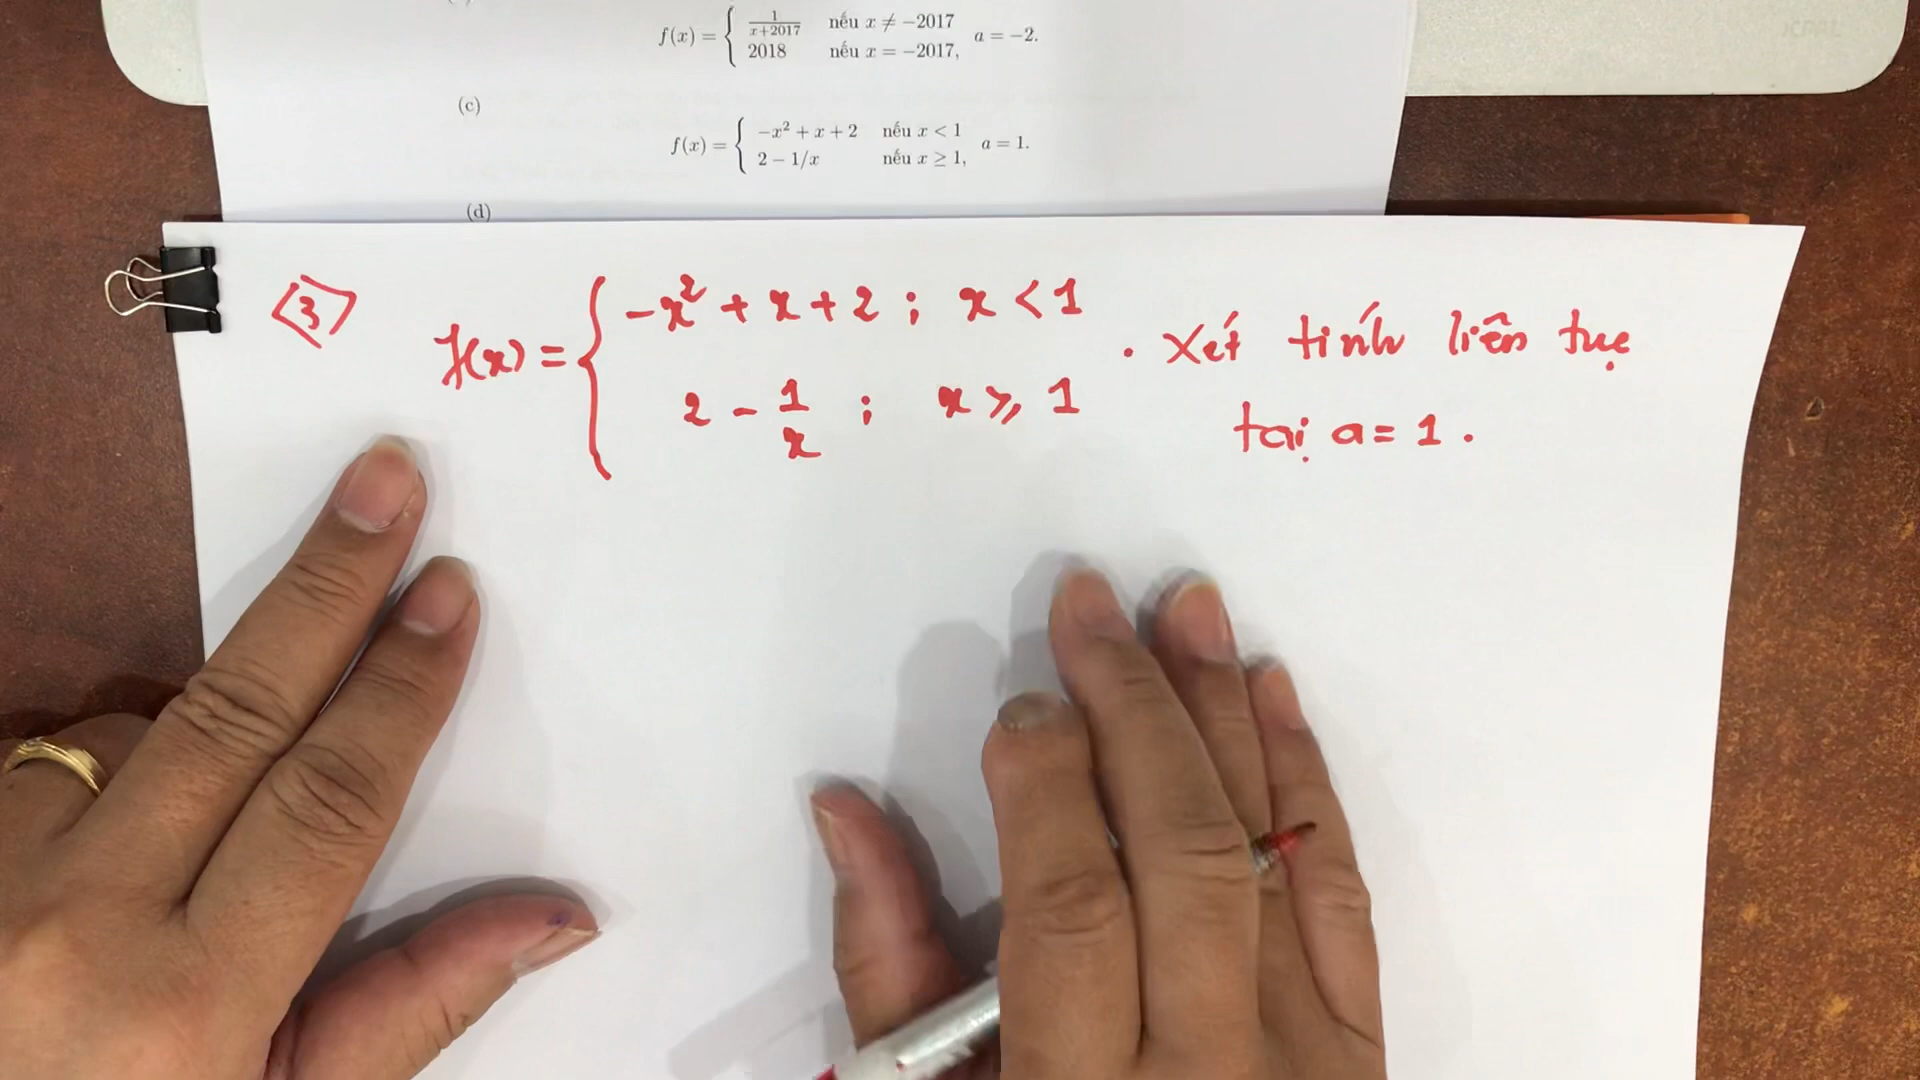 f(x) = { 1/(x+2017) nếu x ≠ −2017
2018 nếu x = −2017, a = −2.
(c)
f(x) = { −x² + x + 2 nếu x < 1
2 − 1/x nếu x ≥ 1, a = 1.
(d)
<3> f(x) = { -x² + x + 2 ; x < 1
2 - 1/x ; x ⩾ 1
. Xét tính liên tục
tại a = 1 .